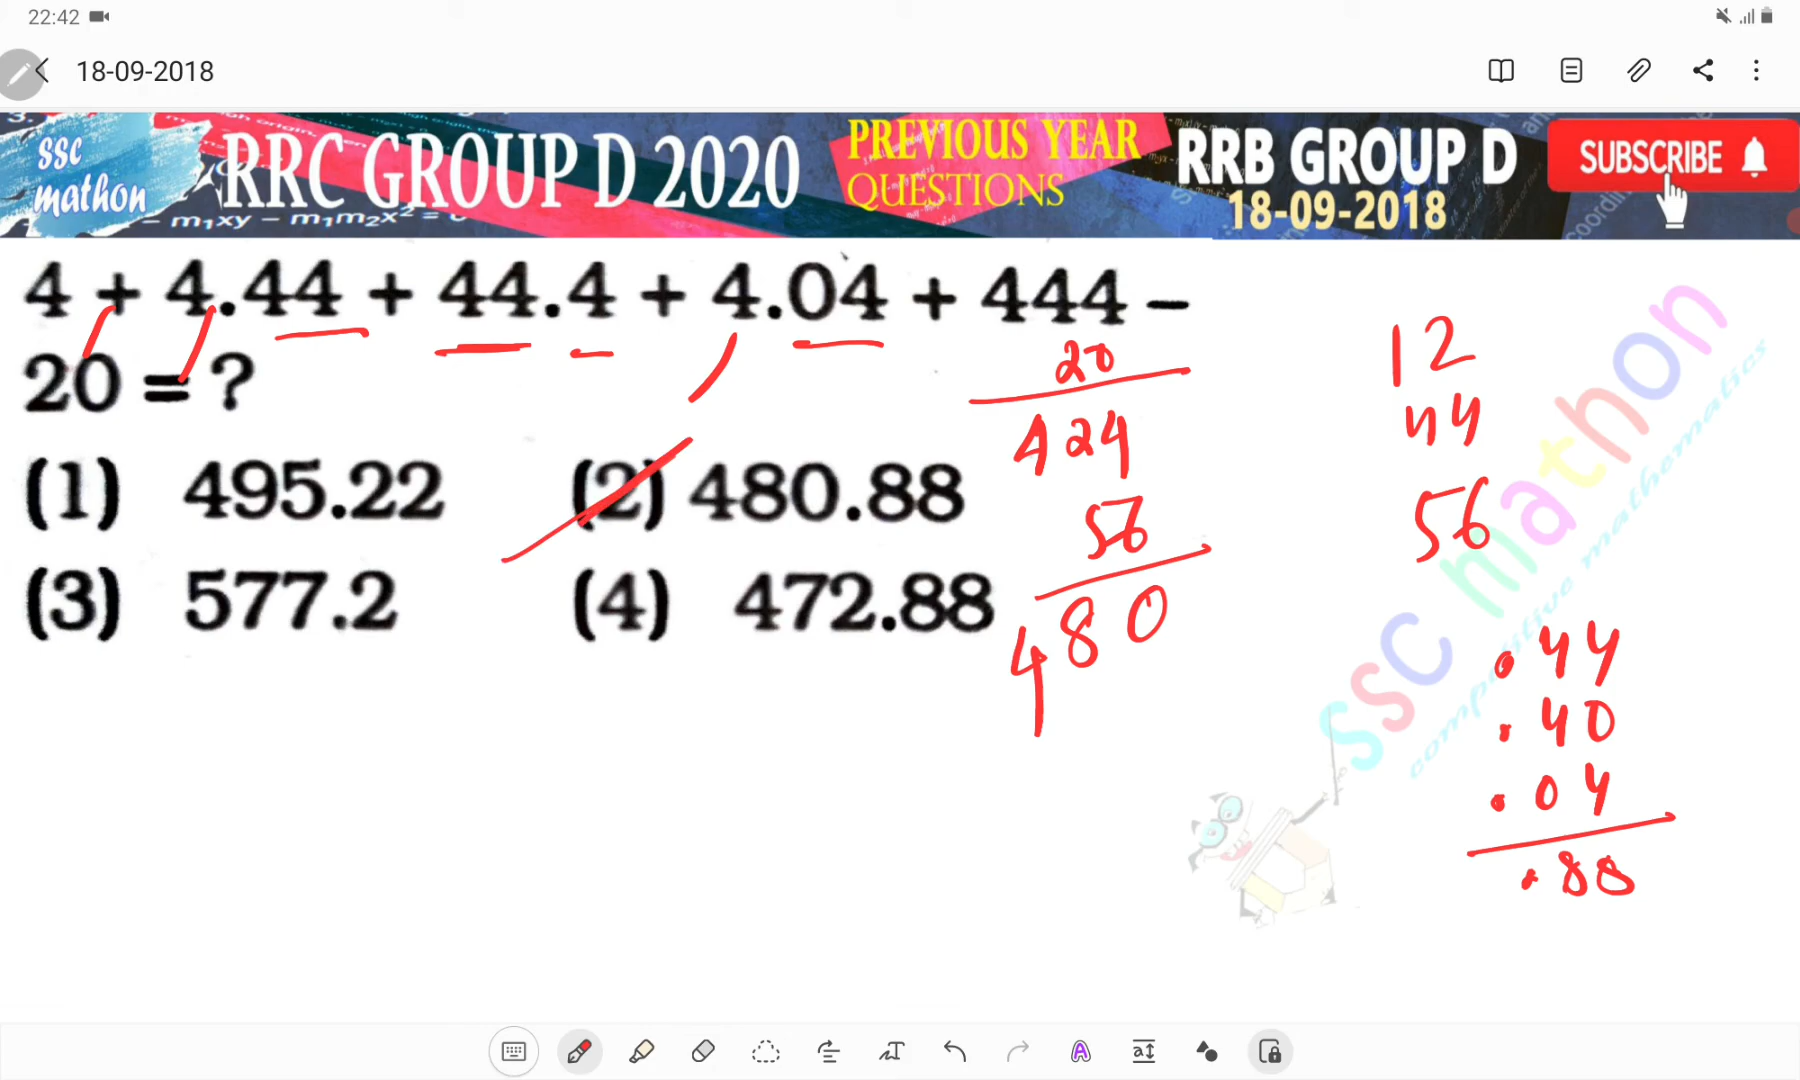 22:42
18-09-2018
SSC mathon
RRC GROUP D 2020
PREVIOUS YEAR QUESTIONS
RRB GROUP D
18-09-2018
SUBSCRIBE
m₁xy − m₁m₂x² =
4 + 4.44 + 44.4 + 4.04 + 444 −
20 = ?
(1) 495.22 (2) 480.88
(3) 577.2 (4) 472.88
20
424
56
480
12
44
56
.44
.40
.04
.88
SSC mathon
competitive mathematics